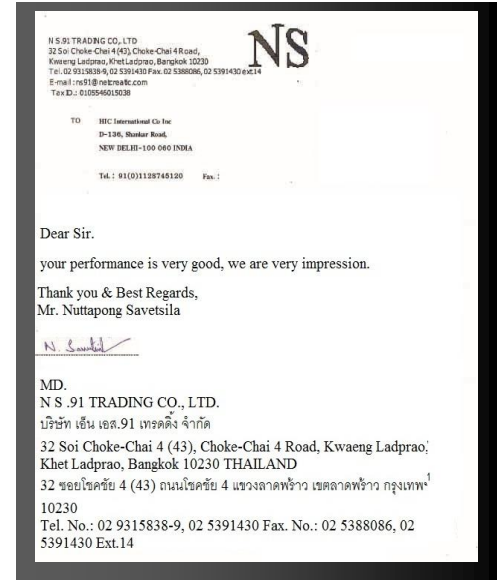 N S.91 TRADING CO., LTD
32 Soi Choke-Chai 4 (43), Choke-Chai 4 Road,
Kwaeng Ladprao, Khet Ladprao, Bangkok 10230
Tel. 02 9315838-9, 02 5391430 Fax. 02 5388086, 02 5391430 ext.14
E-mail : ns91@netcreatic.com
Tax ID.: 0105546015038
NS
TO HIC International Co Inc
D-136, Shankar Road,
NEW DELHI-100 060 INDIA
Tel. : 91(0)1128745120 Fax. :
Dear Sir.
your performance is very good, we are very impression.
Thank you & Best Regards,
Mr. Nuttapong Savetsila
MD.
N S .91 TRADING CO., LTD.
บริษัท เอ็น เอส.91 เทรดดิ้ง จำกัด
32 Soi Choke-Chai 4 (43), Choke-Chai 4 Road, Kwaeng Ladprao,
Khet Ladprao, Bangkok 10230 THAILAND
32 ซอยโชคชัย 4 (43) ถนนโชคชัย 4 แขวงลาดพร้าว เขตลาดพร้าว กรุงเทพฯ
10230
Tel. No.: 02 9315838-9, 02 5391430 Fax. No.: 02 5388086, 02
5391430 Ext.14